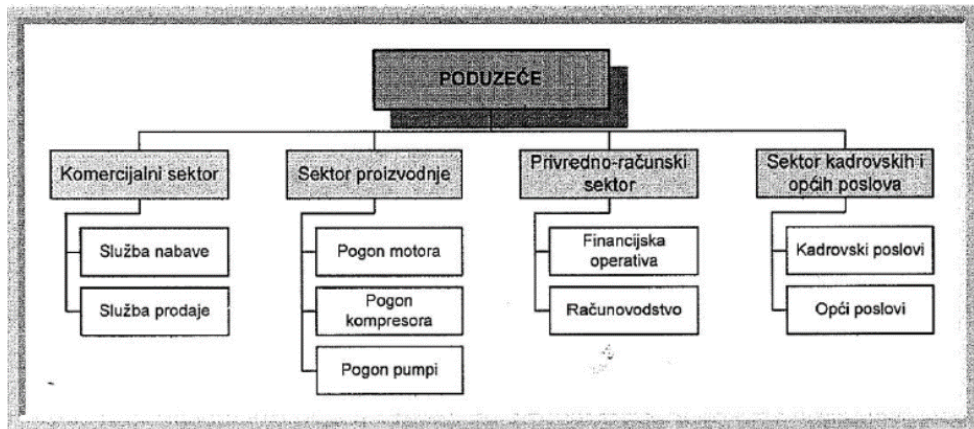 PODUZEĆE
Komercijalni sektor
Služba nabave
Služba prodaje
Sektor proizvodnje
Pogon motora
Pogon
kompresora
Pogon pumpi
Privredno-računski
sektor
Financijska
operativa
Računovodstvo
Sektor kadrovskih i
općih poslova
Kadrovski poslovi
Opći poslovi